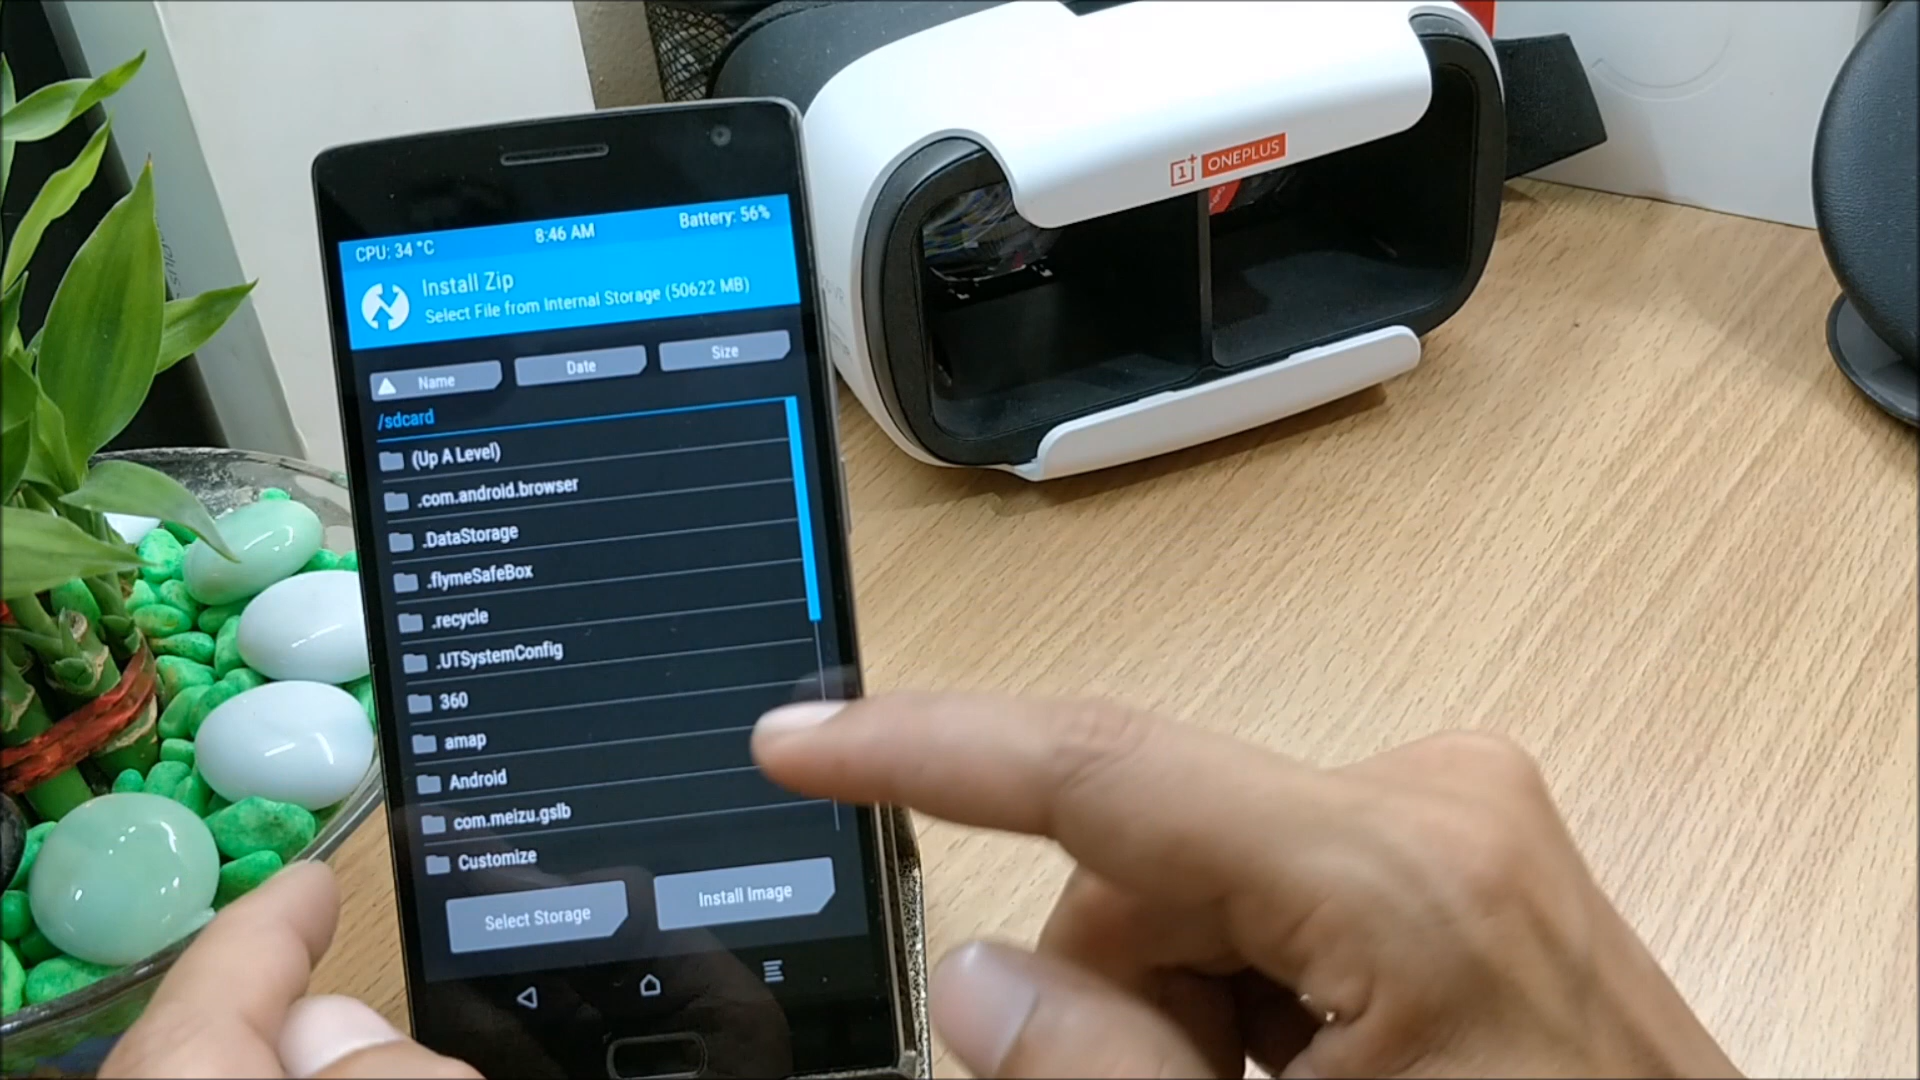 CPU: 34 °C
8:46 AM
Battery: 56%
Install Zip
Select File from Internal Storage (50622 MB)
Name
Date
Size
/sdcard
(Up A Level)
.com.android.browser
.DataStorage
.flymeSafeBox
.recycle
.UTSystemConfig
360
amap
Android
com.meizu.gslb
Customize
Select Storage
Install Image
1+ ONEPLUS